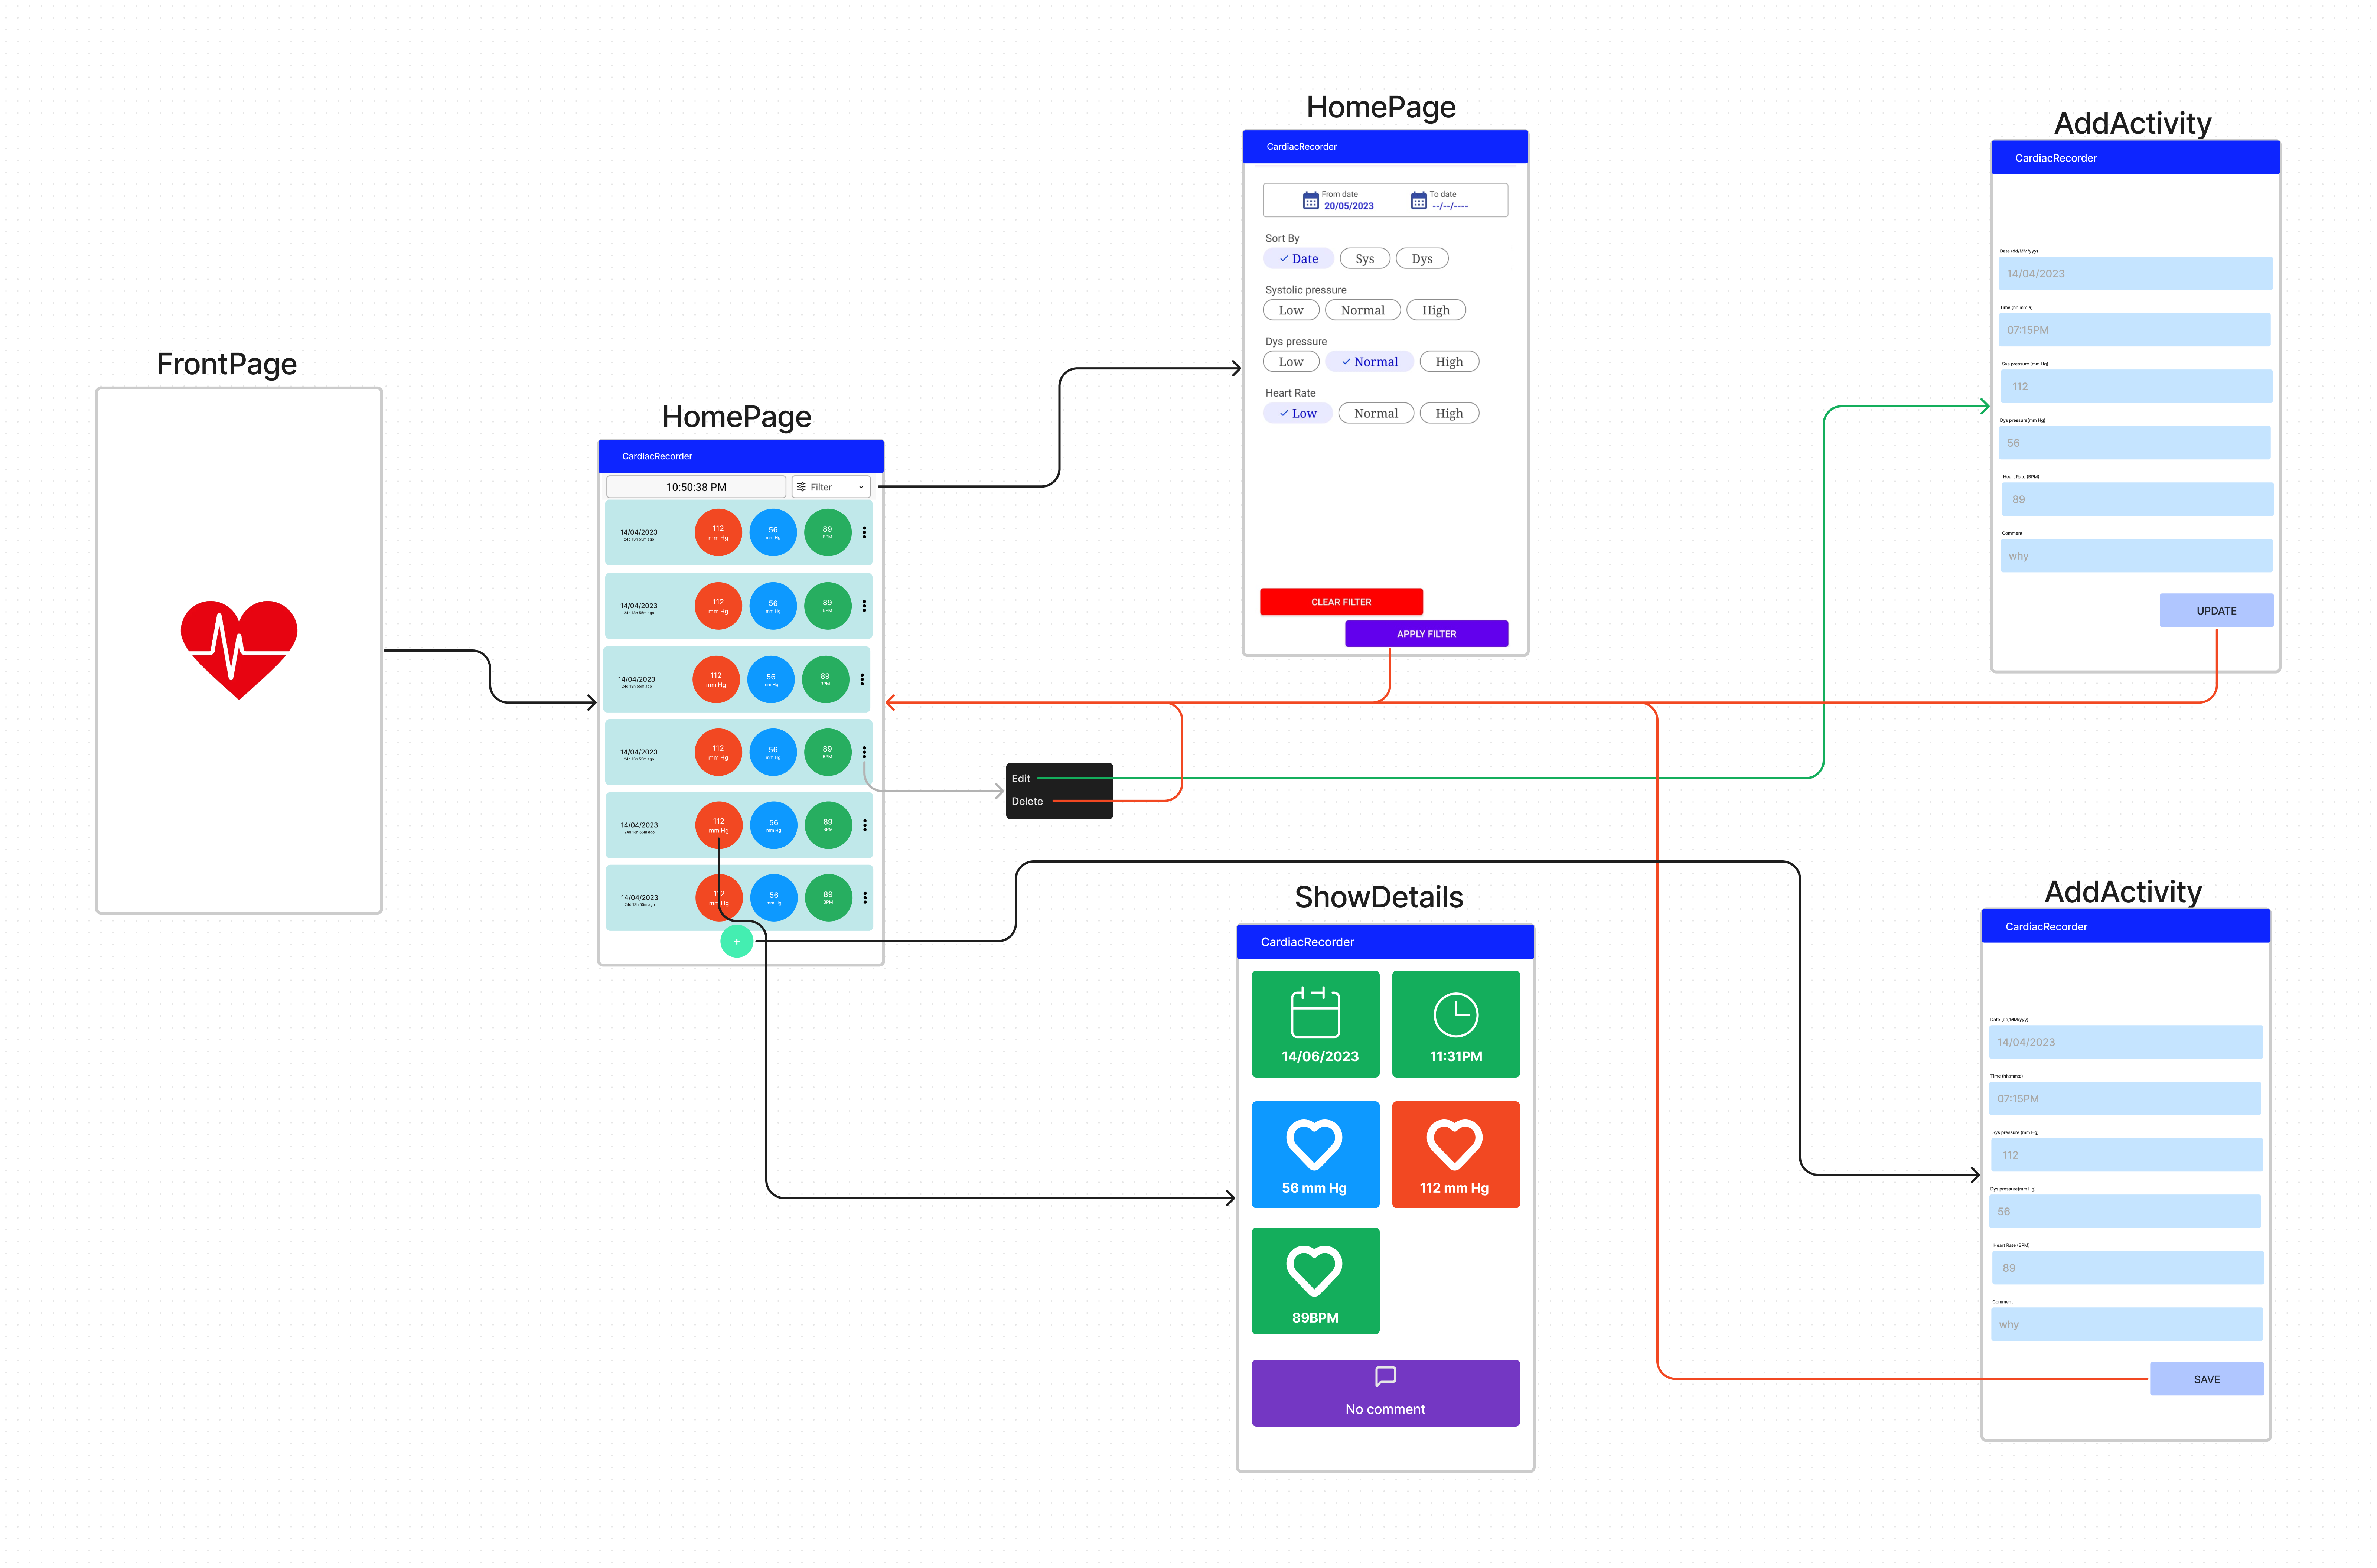 FrontPage
HomePage
CardiacRecorder
10:50:38 PM
Filter
14/04/2023
24d 13h 55m ago
112
mm Hg
56
mm Hg
89
BPM
14/04/2023
24d 13h 55m ago
112
mm Hg
56
mm Hg
89
BPM
14/04/2023
24d 13h 55m ago
112
mm Hg
56
mm Hg
89
BPM
14/04/2023
24d 13h 55m ago
112
mm Hg
56
mm Hg
89
BPM
14/04/2023
24d 13h 55m ago
112
mm Hg
56
mm Hg
89
BPM
14/04/2023
24d 13h 55m ago
112
mm Hg
56
mm Hg
89
BPM
+
Edit
Delete
HomePage
CardiacRecorder
From date
20/05/2023
To date
--/--/----
Sort By
Date Sys Dys
Systolic pressure
Low Normal High
Dys pressure
Low Normal High
Heart Rate
Low Normal High
CLEAR FILTER
APPLY FILTER
ShowDetails
CardiacRecorder
14/06/2023
11:31PM
56 mm Hg
112 mm Hg
89BPM
No comment
AddActivity
CardiacRecorder
Date (dd/MM/yyy)
14/04/2023
Time (hh:mm:a)
07:15PM
Sys pressure (mm Hg)
112
Dys pressure(mm Hg)
56
Heart Rate (BPM)
89
Comment
why
UPDATE
AddActivity
CardiacRecorder
Date (dd/MM/yyy)
14/04/2023
Time (hh:mm:a)
07:15PM
Sys pressure (mm Hg)
112
Dys pressure(mm Hg)
56
Heart Rate (BPM)
89
Comment
why
SAVE